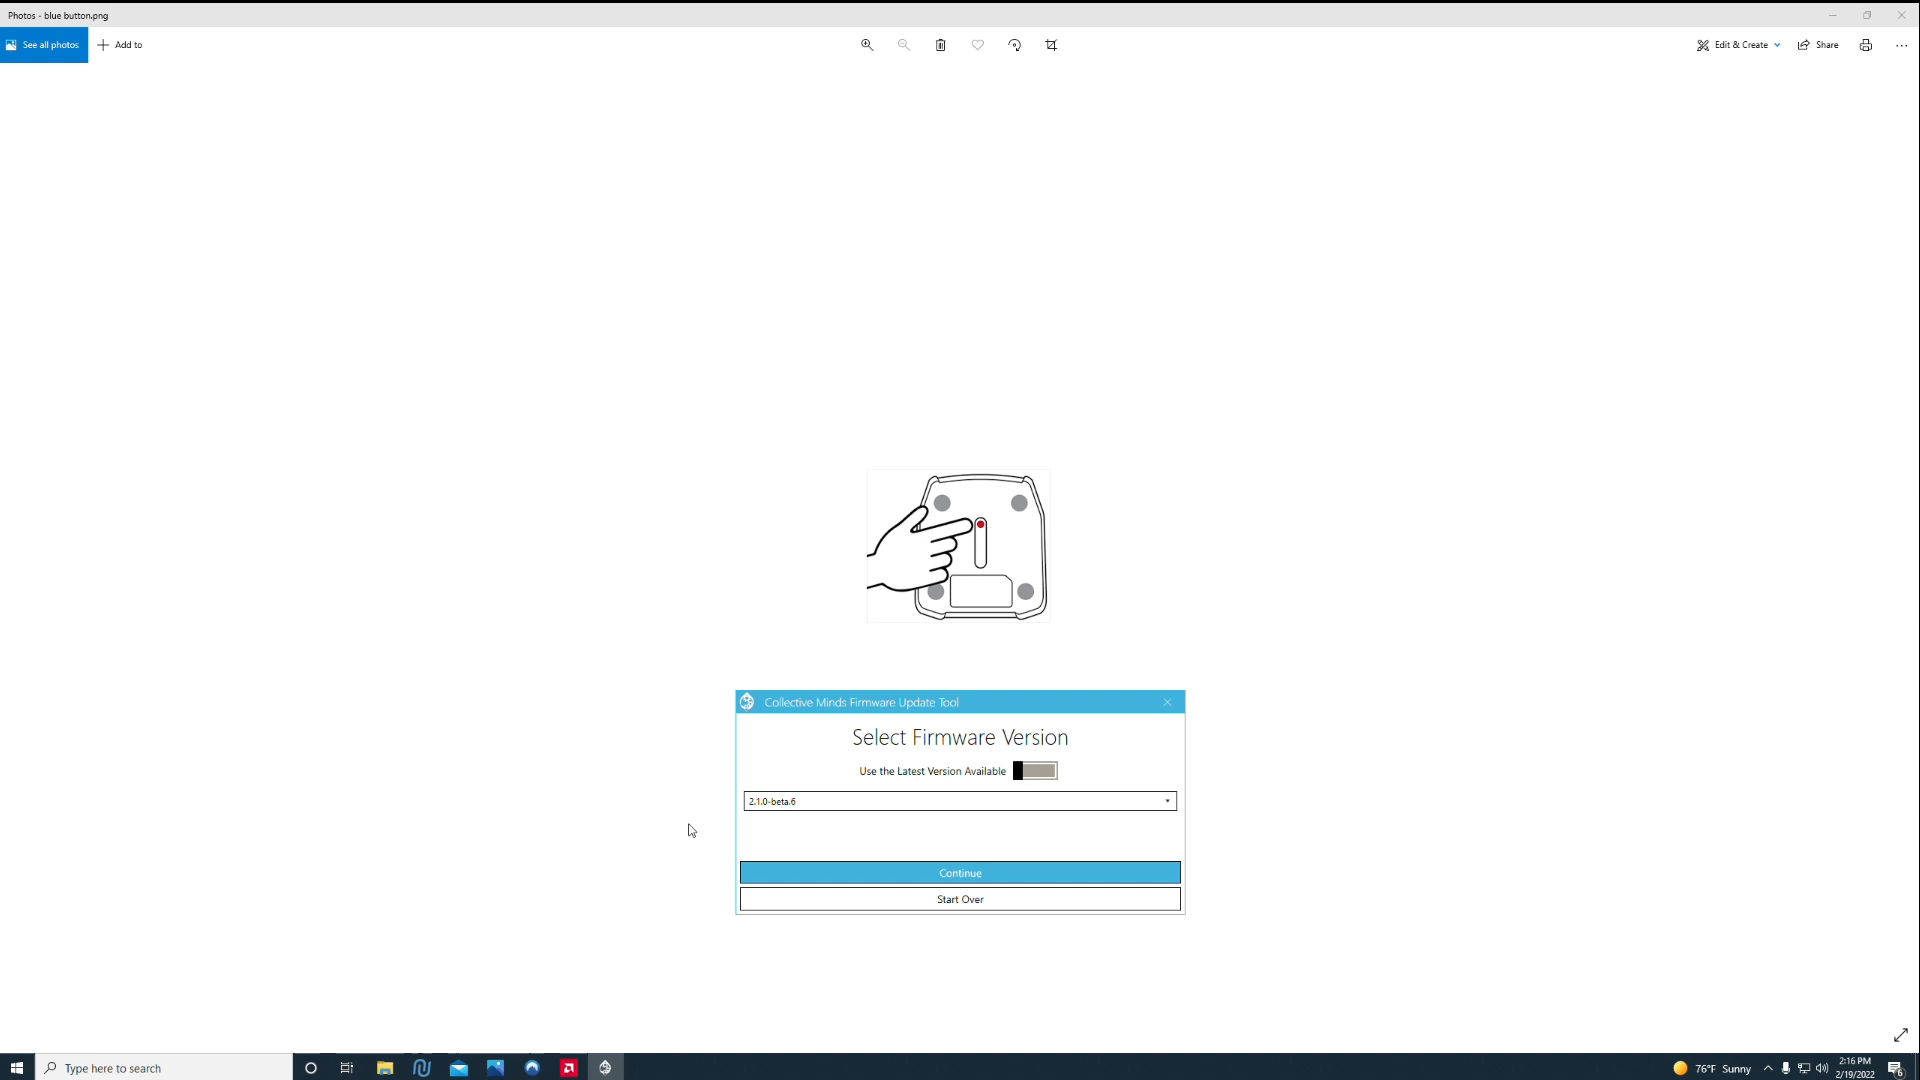 Photos - blue button.png
See all photos
Add to
Edit & Create
Share
Collective Minds Firmware Update Tool
Select Firmware Version
Use the Latest Version Available
2.1.0-beta.6
Continue
Start Over
Type here to search
76°F Sunny
2:16 PM
2/19/2022
6